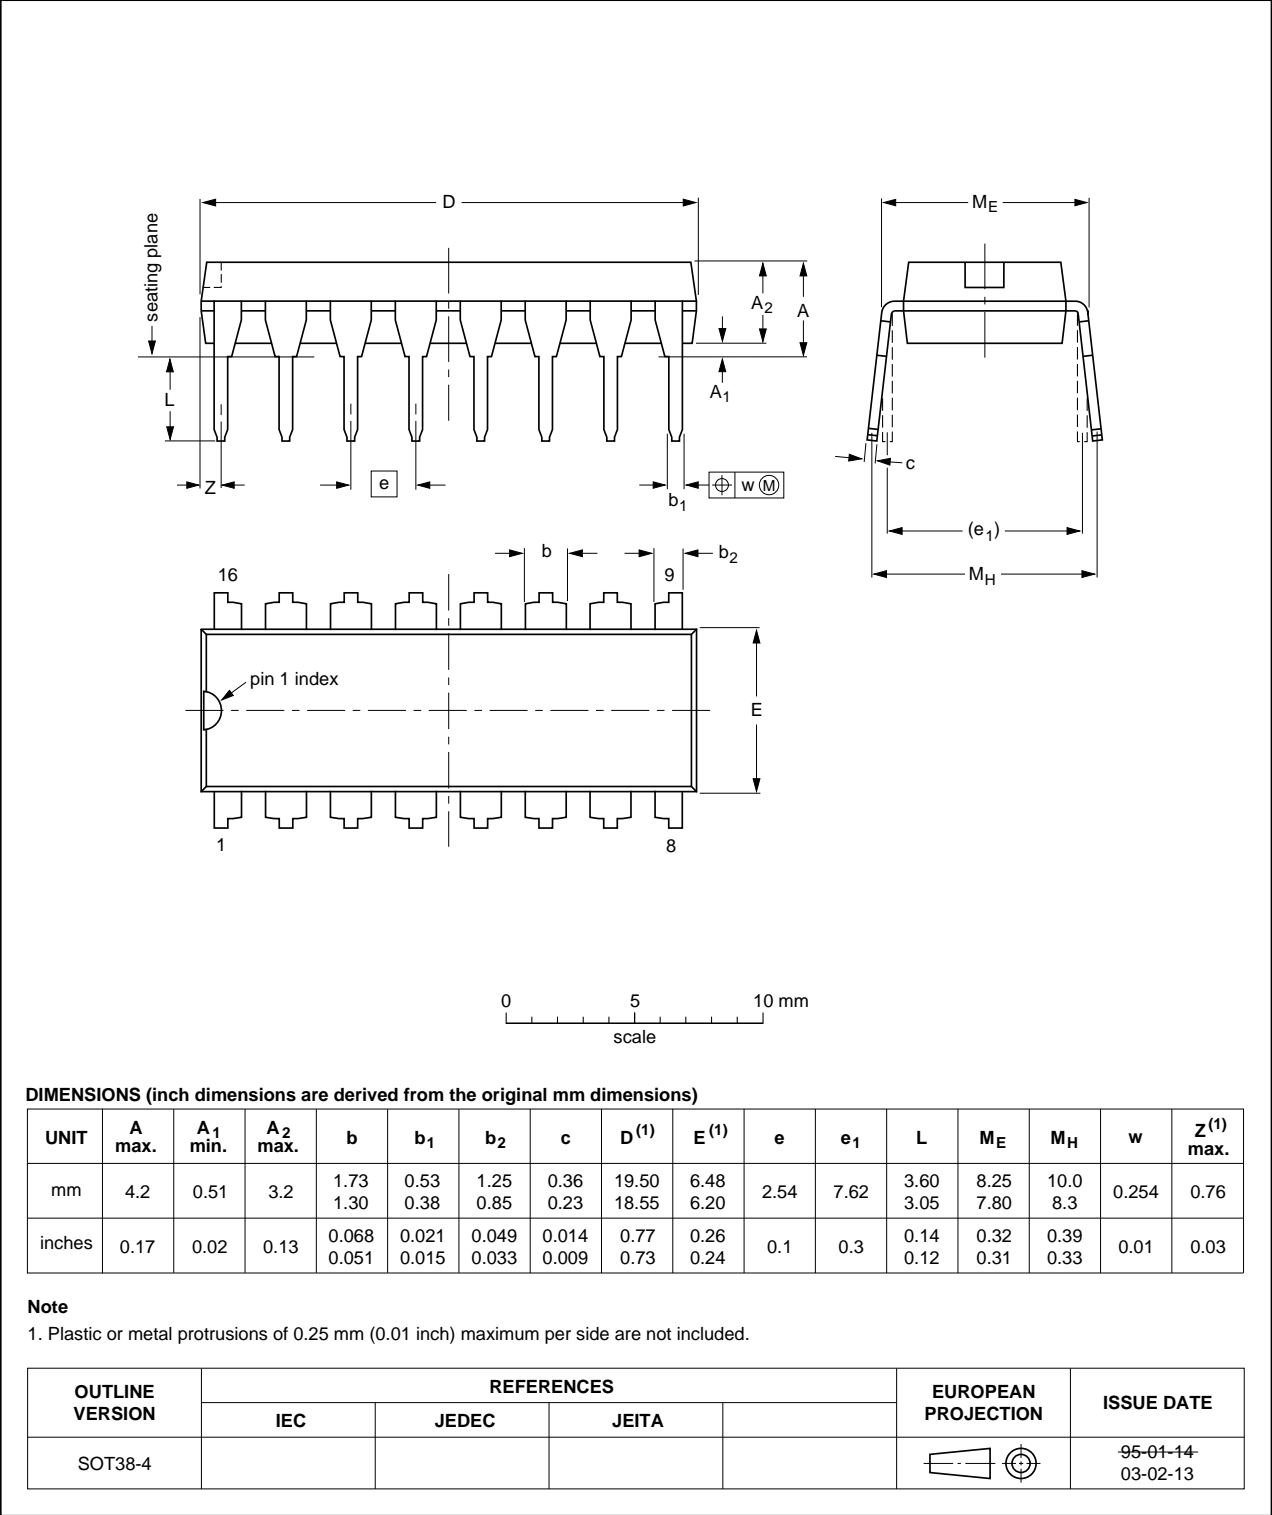 D
M_E
seating plane
A_2
A
A_1
L
Z
e
b_1
w M
c
(e_1)
M_H
b
b_2
16
9
pin 1 index
E
1
8
0 5 10 mm
scale
DIMENSIONS (inch dimensions are derived from the original mm dimensions)
UNIT A max. A1 min. A2 max. b b1 b2 c D(1) E(1) e e1 L ME MH w Z(1) max.
mm 4.2 0.51 3.2 1.73 1.30 0.53 0.38 1.25 0.85 0.36 0.23 19.50 18.55 6.48 6.20 2.54 7.62 3.60 3.05 8.25 7.80 10.0 8.3 0.254 0.76
inches 0.17 0.02 0.13 0.068 0.051 0.021 0.015 0.049 0.033 0.014 0.009 0.77 0.73 0.26 0.24 0.1 0.3 0.14 0.12 0.32 0.31 0.39 0.33 0.01 0.03
Note
1. Plastic or metal protrusions of 0.25 mm (0.01 inch) maximum per side are not included.
OUTLINE VERSION REFERENCES EUROPEAN PROJECTION ISSUE DATE
IEC JEDEC JEITA
SOT38-4 95-01-14
03-02-13